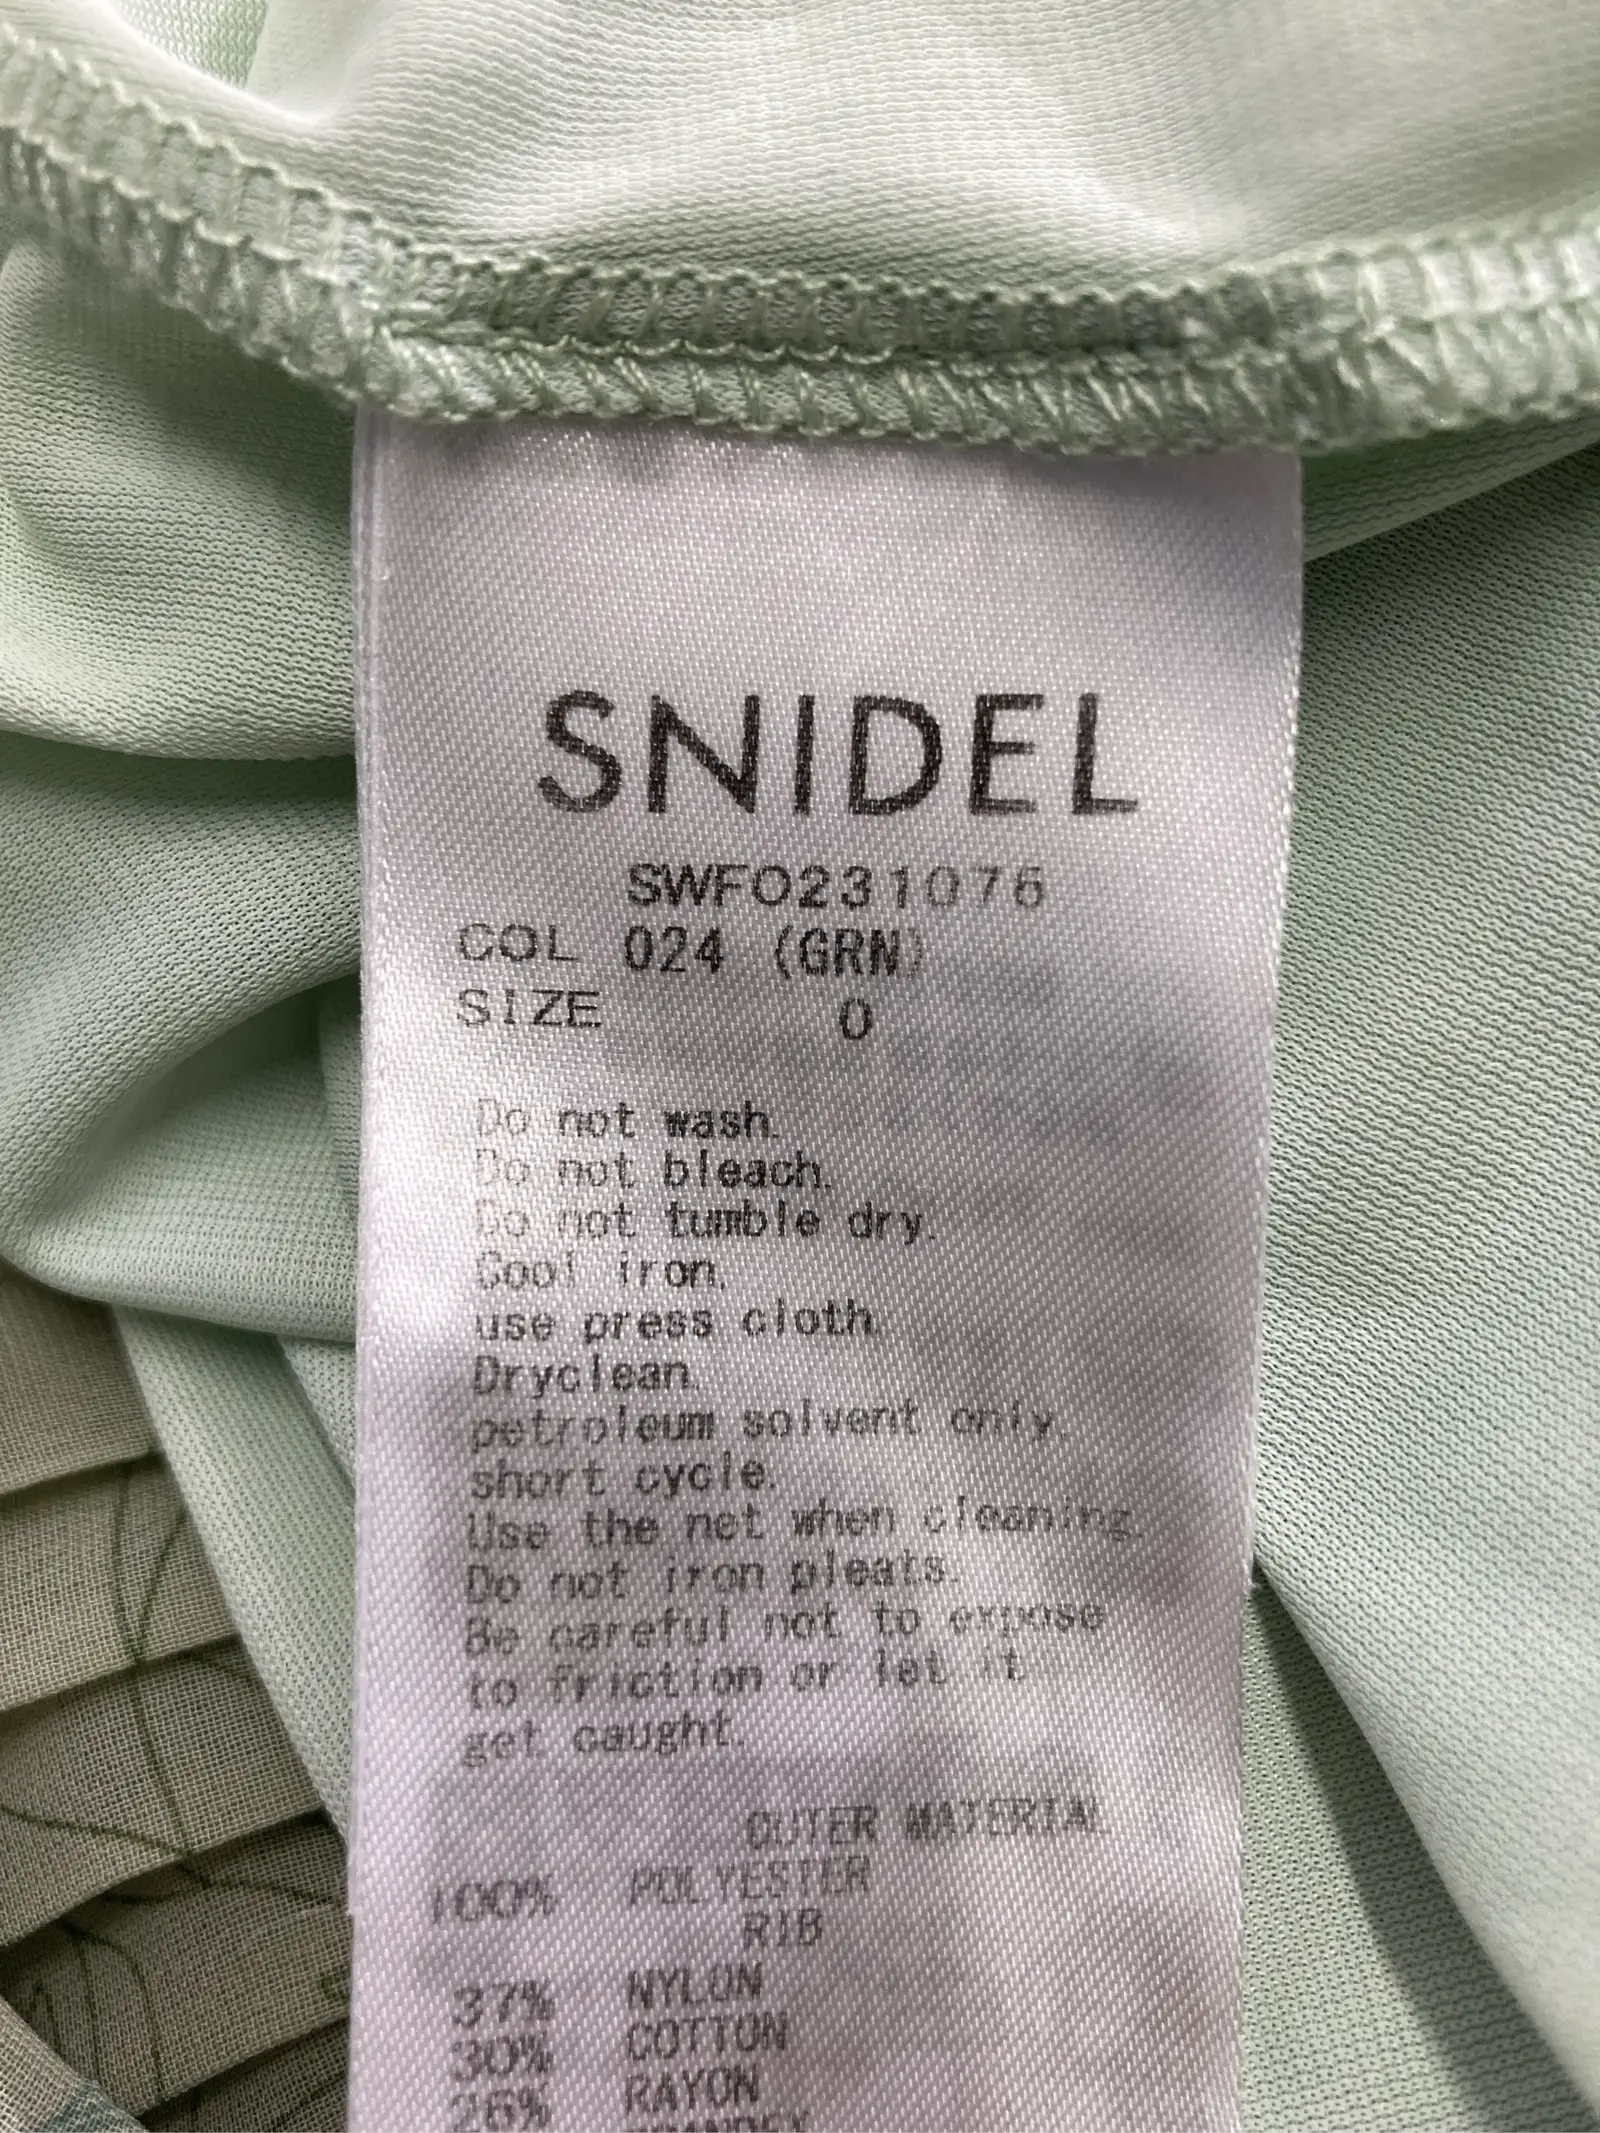 SNIDEL
SWFO231076
COL 024 (GRN)
SIZE 0
Do not wash.
Do not bleach.
Do not tumble dry.
Cool iron.
use press cloth.
Dryclean.
petroleum solvent only.
short cycle.
Use the net when cleaning.
Do not iron pleats.
Be careful not to expose
to friction or let it
get caught.
OUTER MATERIAL
100% POLYESTER
RIB
37% NYLON
30% COTTON
26% RAYON